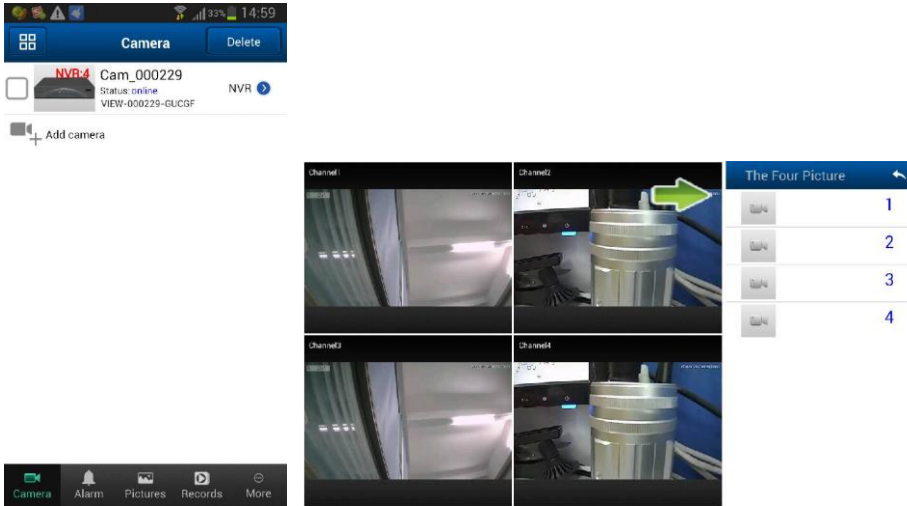 33% 14:59
Camera
Delete
NVR:4
Cam_000229
Status: online
VIEW-000229-GUCGF
NVR
Add camera
Camera
Alarm
Pictures
Records
More
Channel1
Channel2
Channel3
Channel4
The Four Picture
1
2
3
4